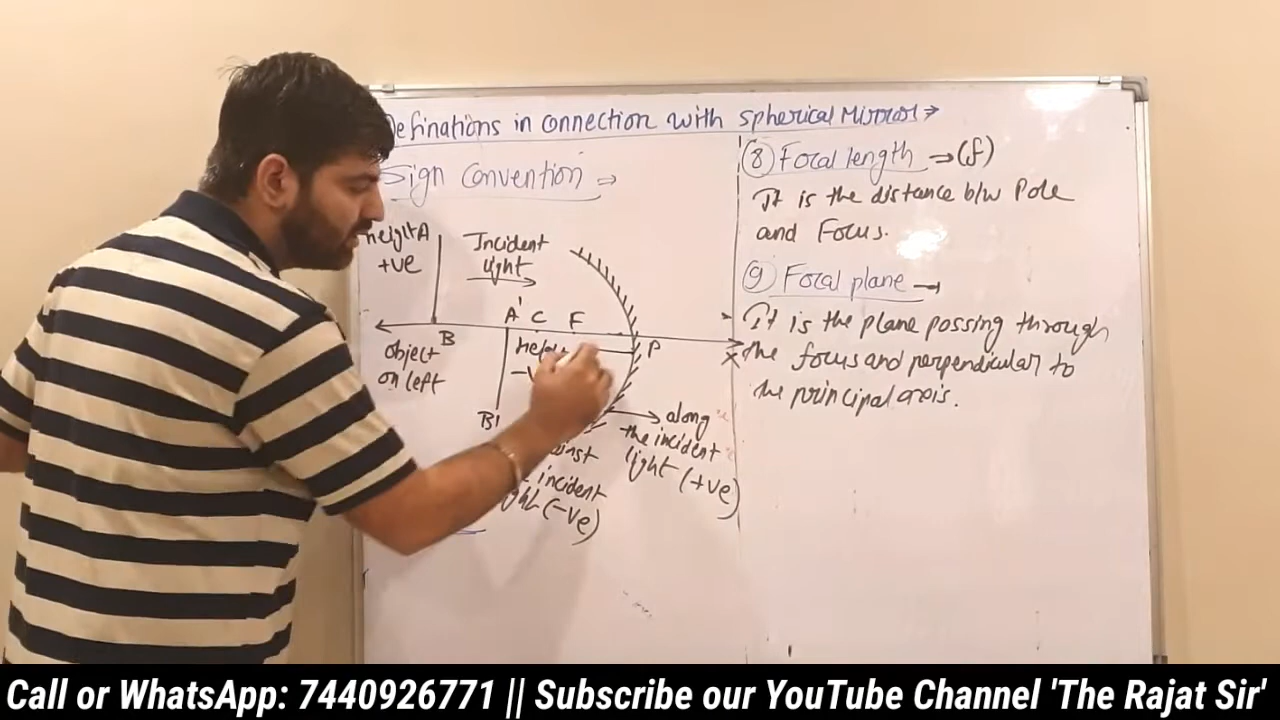 Definations in connection with spherical Mirror →
Sign convention ⇒
height A
+ve
Incident
light
A' C F
B
P
object
on left
-v
B'
along
the incident
light (+ve)
incident
(-ve)
(8) Focal length → (f)
It is the distance b/w Pole
and Focus.
(9) Focal plane →
It is the plane possing through
the focus and perpendicular to
the principal axis.
Call or WhatsApp: 7440926771 || Subscribe our YouTube Channel 'The Rajat Sir'